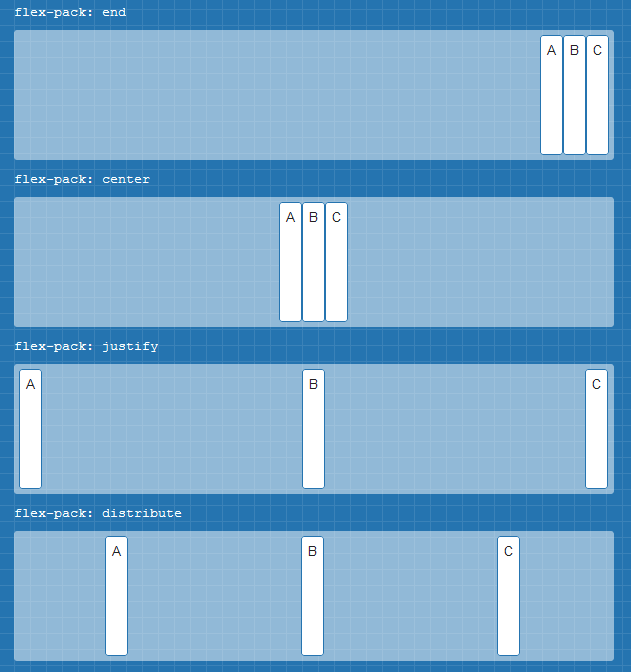 flex-pack: end
A B C
flex-pack: center
A B C
flex-pack: justify
A B C
flex-pack: distribute
A B C